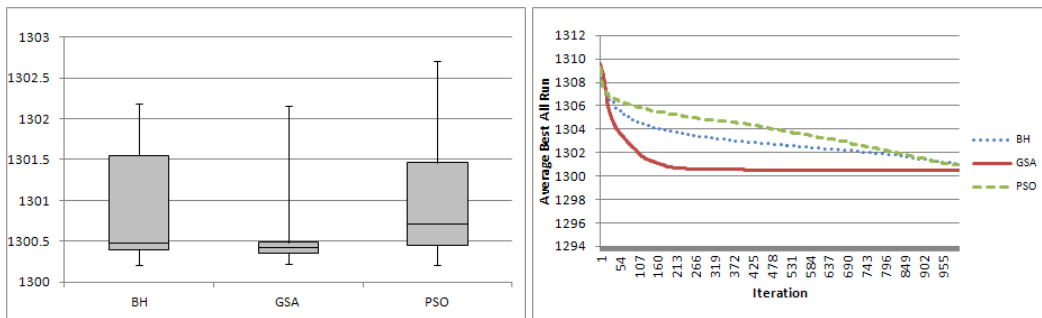 1303
1302.5
1302
1301.5
1301
1300.5
1300
BH GSA PSO
Average Best All Run
1312
1310
1308
1306
1304
1302
1300
1298
1296
1294
1 54 107 160 213 266 319 372 425 478 531 584 637 690 743 796 849 902 955
Iteration
BH
GSA
PSO